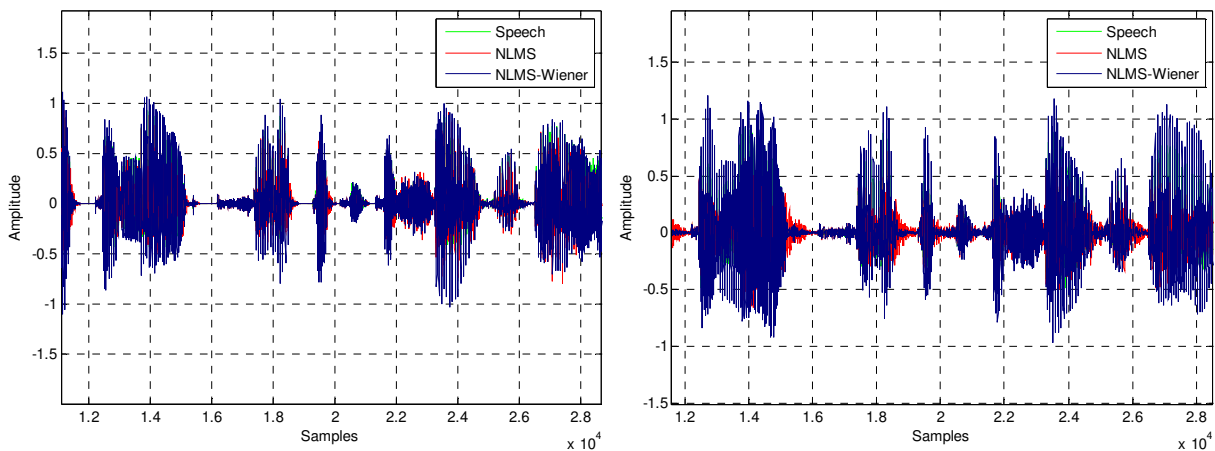 Speech
NLMS
NLMS-Wiener
1.5
1
0.5
0
-0.5
-1
-1.5
Amplitude
1.2 1.4 1.6 1.8 2 2.2 2.4 2.6 2.8
Samples
x 10^4
Speech
NLMS
NLMS-Wiener
1.5
1
0.5
0
-0.5
-1
-1.5
Amplitude
1.2 1.4 1.6 1.8 2 2.2 2.4 2.6 2.8
Samples
x 10^4